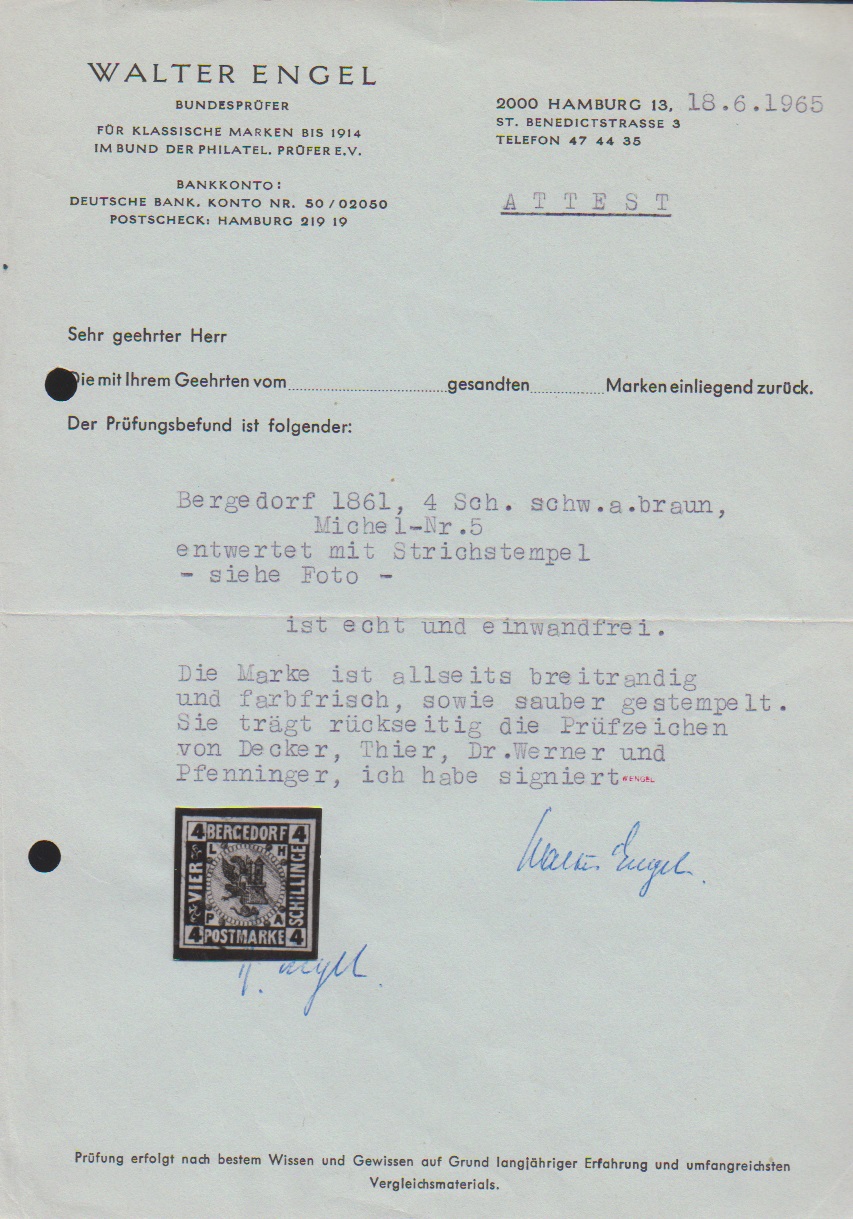 WALTER ENGEL
BUNDESPRÜFER
FÜR KLASSISCHE MARKEN BIS 1914
IM BUND DER PHILATEL. PRÜFER E.V.
BANKKONTO:
DEUTSCHE BANK. KONTO NR. 50/02050
POSTSCHECK: HAMBURG 219 19
2000 HAMBURG 13, 18.6.1965
ST. BENEDICTSTRASSE 3
TELEFON 47 44 35
ATTEST
Sehr geehrter Herr
Die mit Ihrem Geehrten vom gesandten Marken einliegend zurück.
Der Prüfungsbefund ist folgender:
Bergedorf 1861, 4 Sch. schw.a.braun,
Michel-Nr.5
entwertet mit Strichstempel
- siehe Foto -
ist echt und einwandfrei.
Die Marke ist allseits breitrandig
und farbfrisch, sowie sauber gestempelt.
Sie trägt rückseitig die Prüfzeichen
von Decker, Thier, Dr.Werner und
Pfenninger, ich habe signiert WENGEL
4 BERGEDORF 4
L H
VIER
SCHILLINGE
P A
4 POSTMARKE 4
Walter Engel.
Prüfung erfolgt nach bestem Wissen und Gewissen auf Grund langjähriger Erfahrung und umfangreichsten
Vergleichsmaterials.